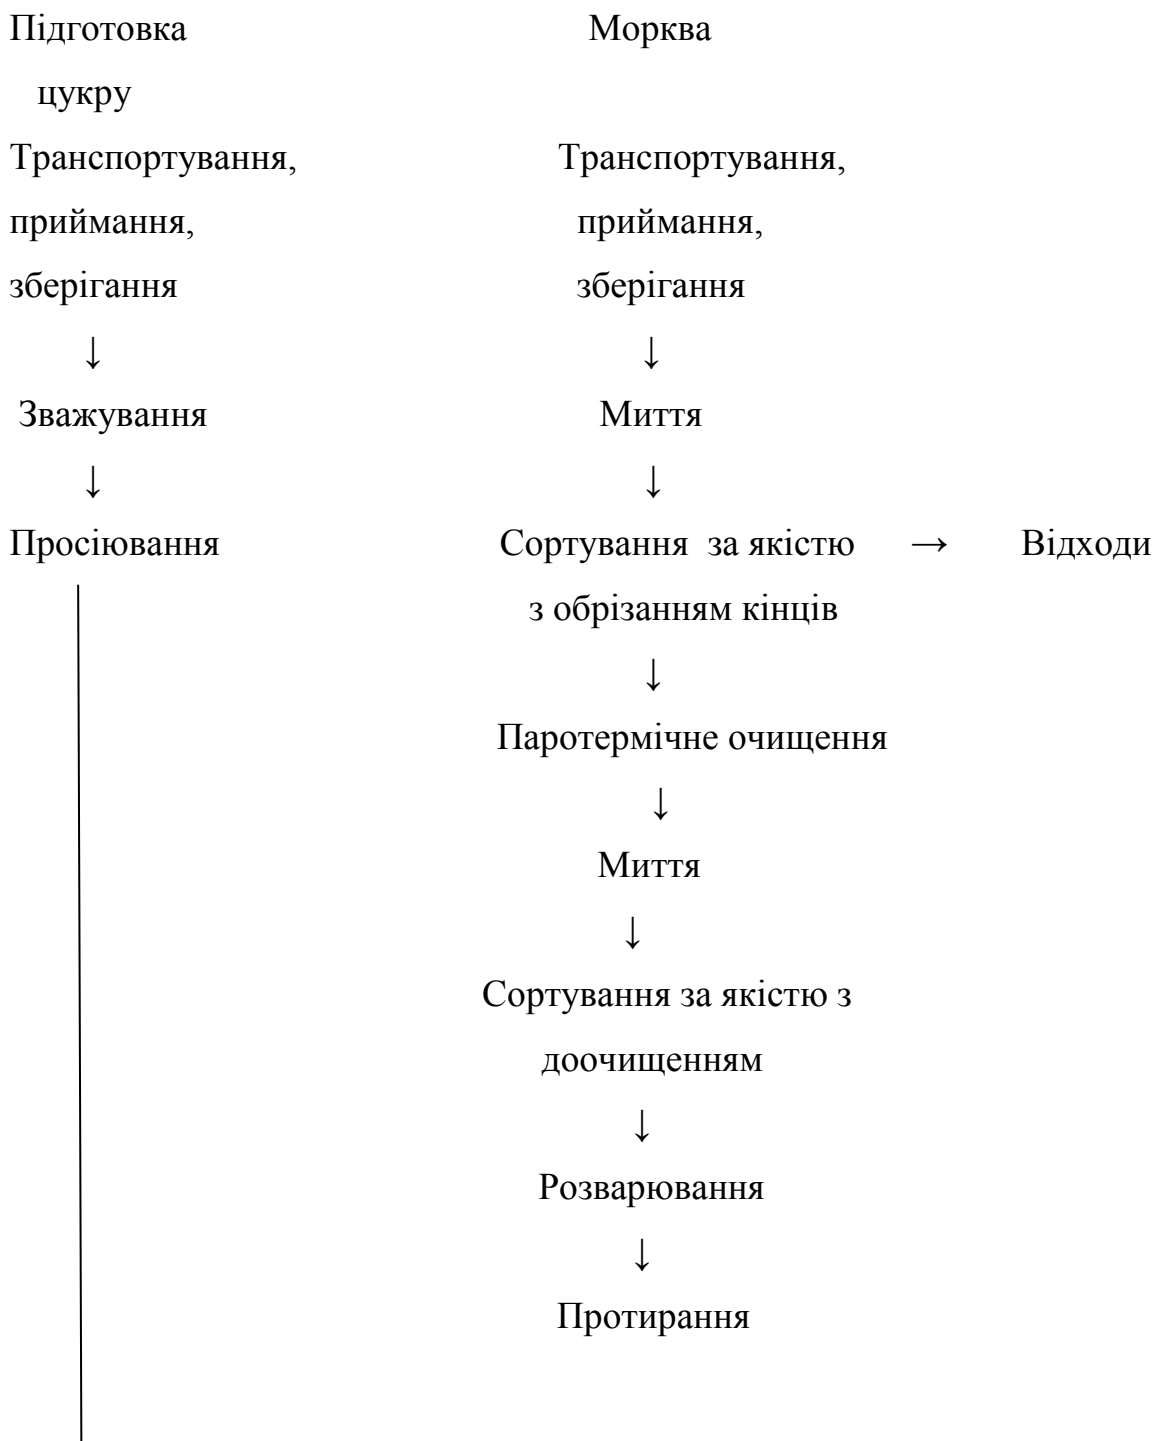 Підготовка Морква
цукру
Транспортування, Транспортування,
приймання, приймання,
зберігання зберігання
↓ ↓
Зважування Миття
↓ ↓
Просіювання Сортування за якістю → Відходи
з обрізанням кінців
↓
Паротермічне очищення
↓
Миття
↓
Сортування за якістю з
доочищенням
↓
Розварювання
↓
Протирання